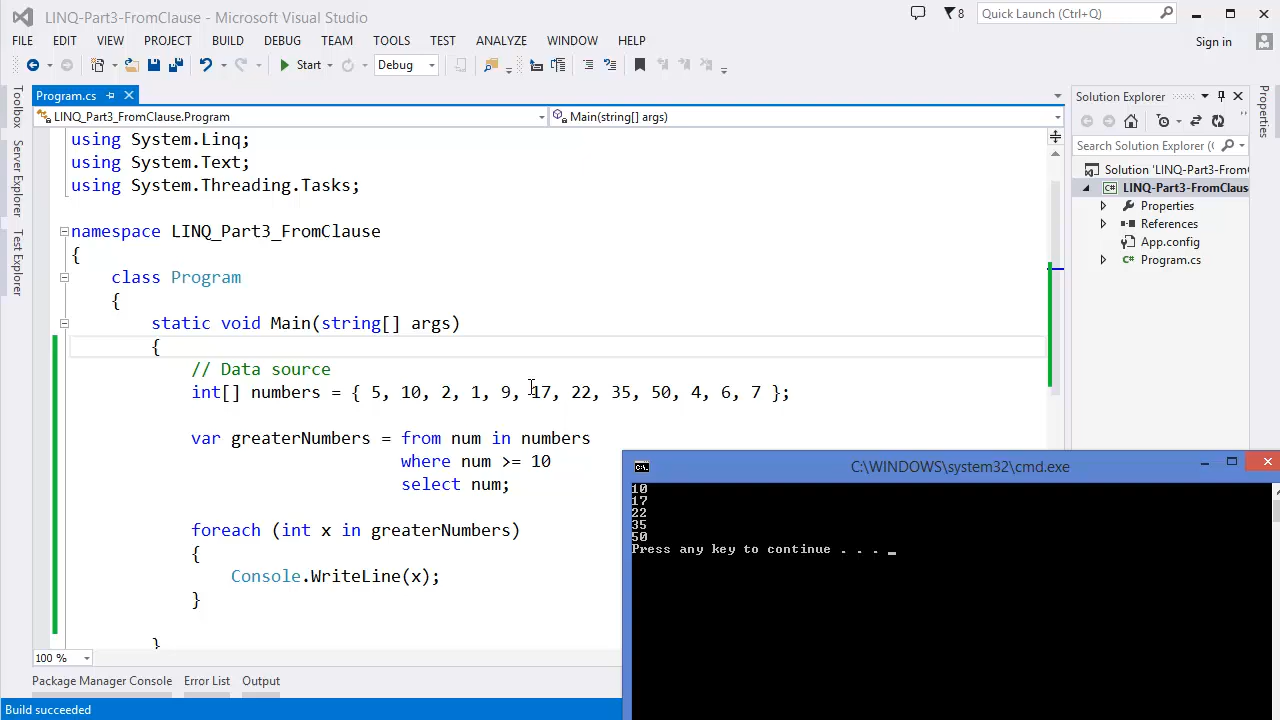 LINQ-Part3-FromClause - Microsoft Visual Studio
8
Quick Launch (Ctrl+Q)
FILE EDIT VIEW PROJECT BUILD DEBUG TEAM TOOLS TEST ANALYZE WINDOW HELP
Sign in
Start
Debug
Toolbox
Server Explorer
Test Explorer
Program.cs
LINQ_Part3_FromClause.Program
Main(string[] args)
using System.Linq;
using System.Text;
using System.Threading.Tasks;
namespace LINQ_Part3_FromClause
{
class Program
{
static void Main(string[] args)
{
// Data source
int[] numbers = { 5, 10, 2, 1, 9, 17, 22, 35, 50, 4, 6, 7 };
var greaterNumbers = from num in numbers
where num >= 10
select num;
foreach (int x in greaterNumbers)
{
Console.WriteLine(x);
}
}
100 %
Package Manager Console Error List Output
Build succeeded
Solution Explorer
Search Solution Explorer (
Solution 'LINQ-Part3-From
LINQ-Part3-FromClaus
Properties
References
App.config
Program.cs
Properties
C:\WINDOWS\system32\cmd.exe
C:\.
10
17
22
35
50
Press any key to continue . . . _